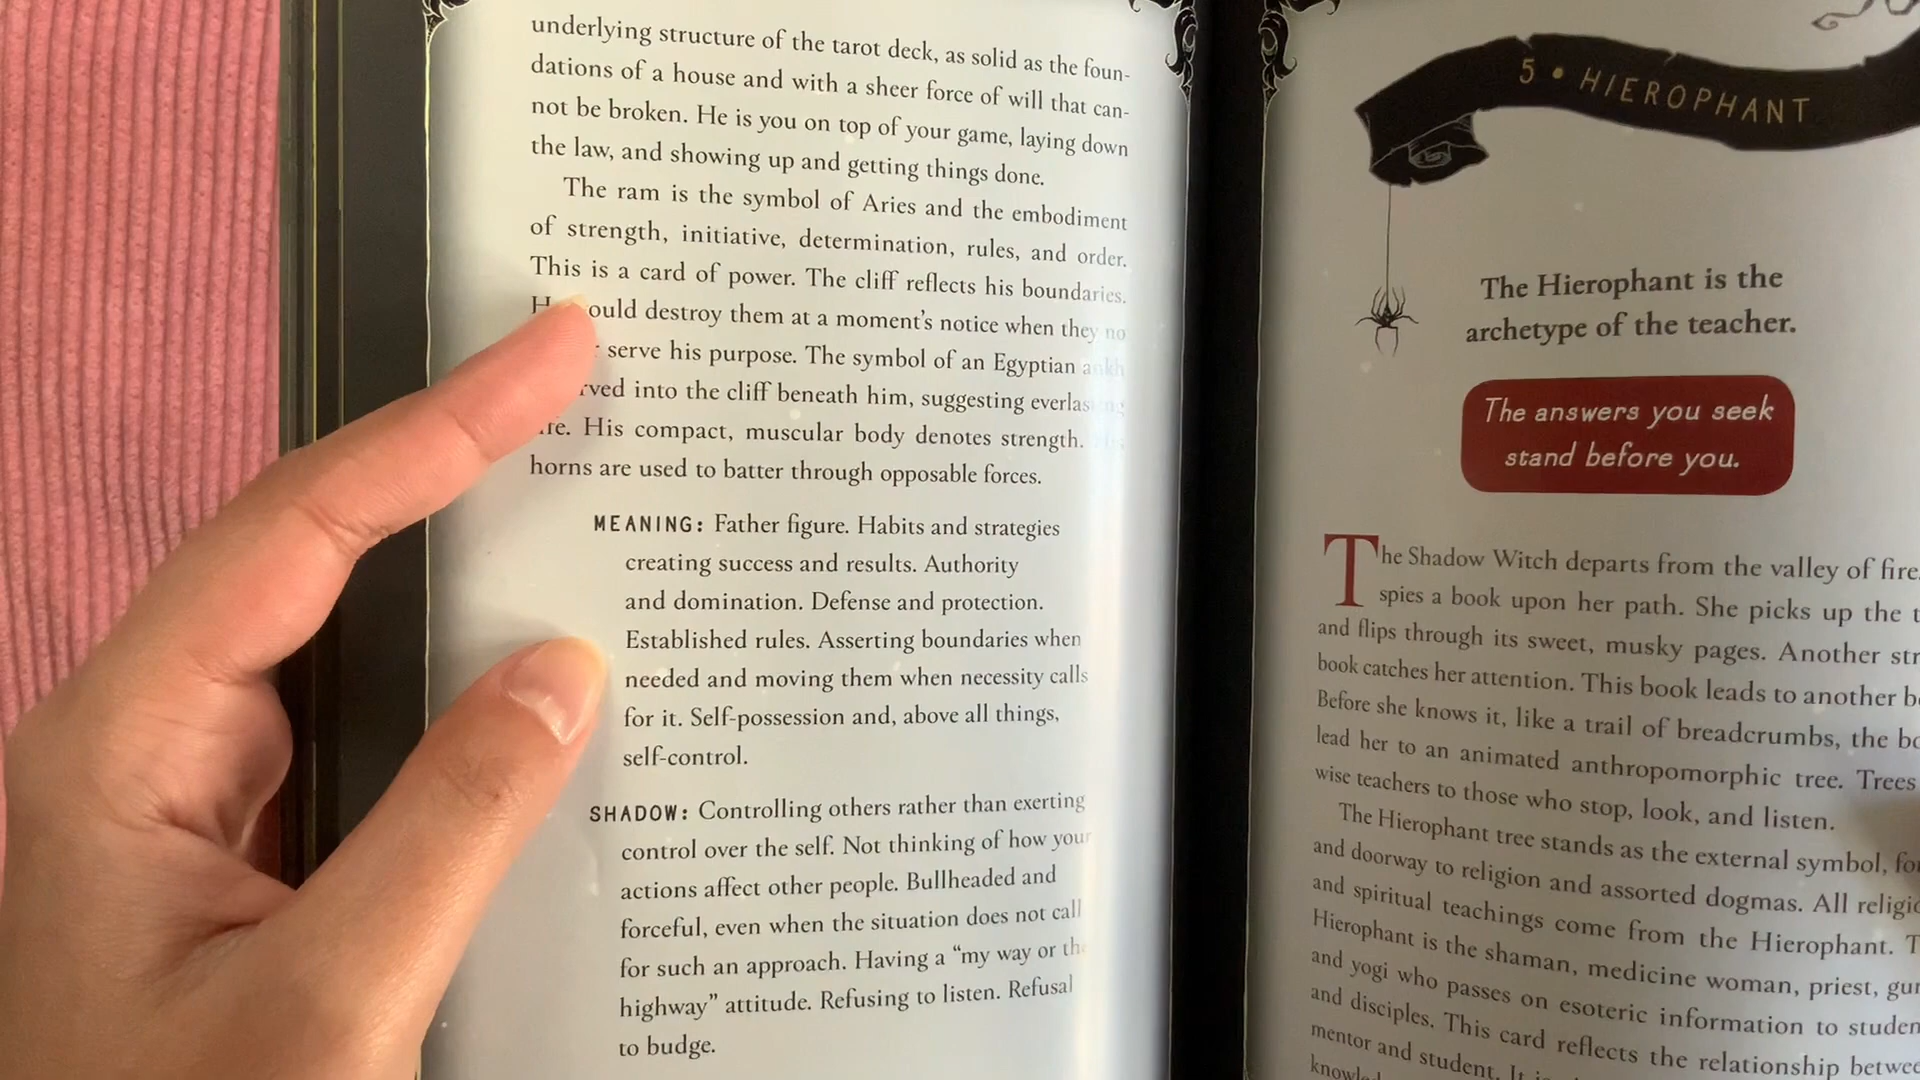 underlying structure of the tarot deck, as solid as the foun-
dations of a house and with a sheer force of will that can-
not be broken. He is you on top of your game, laying down
the law, and showing up and getting things done.
The ram is the symbol of Aries and the embodiment
of strength, initiative, determination, rules, and order.
This is a card of power. The cliff reflects his boundaries.
destroy them at a moment's notice when they no
serve his purpose. The symbol of an Egyptian ankh
into the cliff beneath him, suggesting everlasting
His compact, muscular body denotes strength.
horns are used to batter through opposable forces.
MEANING: Father figure. Habits and strategies
creating success and results. Authority
and domination. Defense and protection.
Established rules. Asserting boundaries when
needed and moving them when necessity calls
for it. Self-possession and, above all things,
self-control.
SHADOW: Controlling others rather than exerting
control over the self. Not thinking of how your
actions affect other people. Bullheaded and
forceful, even when the situation does not call
for such an approach. Having a “my way or the
highway” attitude. Refusing to listen. Refusal
to budge.
5 • HIEROPHANT
The Hierophant is the
archetype of the teacher.
The answers you seek
stand before you.
The Shadow Witch departs from the valley of fire.
spies a book upon her path. She picks up the
and flips through its sweet, musky pages. Another
book catches her attention. This book leads to another
Before she knows it, like a trail of breadcrumbs, the
lead her to an animated anthropomorphic tree. Trees
wise teachers to those who stop, look, and listen.
The Hierophant tree stands as the external symbol,
and doorway to religion and assorted dogmas. All
and spiritual teachings come from the Hierophant.
Hierophant is the shaman, medicine woman, priest,
and yogi who passes on esoteric information to
and disciples. This card reflects the relationship
mentor and student.